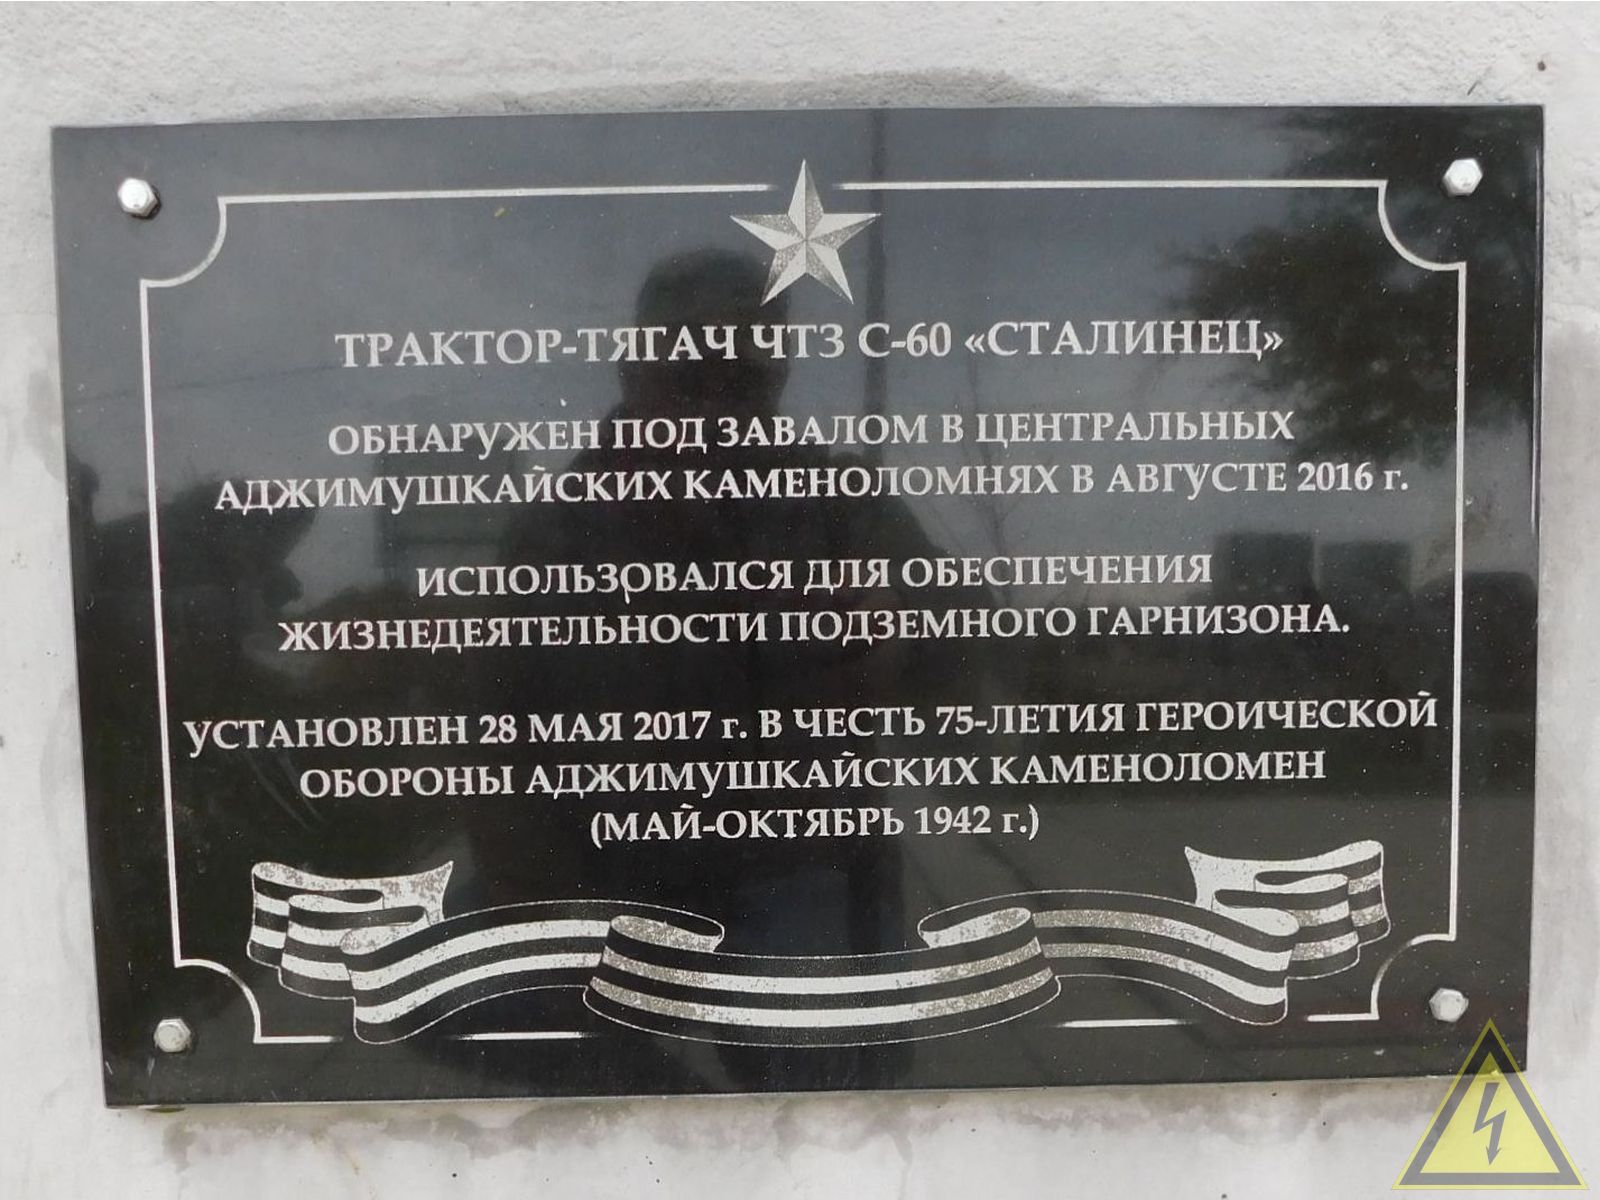 ТРАКТОР-ТЯГАЧ ЧТЗ С-60 «СТАЛИНЕЦ»
ОБНАРУЖЕН ПОД ЗАВАЛОМ В ЦЕНТРАЛЬНЫХ
АДЖИМУШКАЙСКИХ КАМЕНОЛОМНЯХ В АВГУСТЕ 2016 г.
ИСПОЛЬЗОВАЛСЯ ДЛЯ ОБЕСПЕЧЕНИЯ
ЖИЗНЕДЕЯТЕЛЬНОСТИ ПОДЗЕМНОГО ГАРНИЗОНА.
УСТАНОВЛЕН 28 МАЯ 2017 г. В ЧЕСТЬ 75-ЛЕТИЯ ГЕРОИЧЕСКОЙ
ОБОРОНЫ АДЖИМУШКАЙСКИХ КАМЕНОЛОМЕН
(МАЙ-ОКТЯБРЬ 1942 г.)